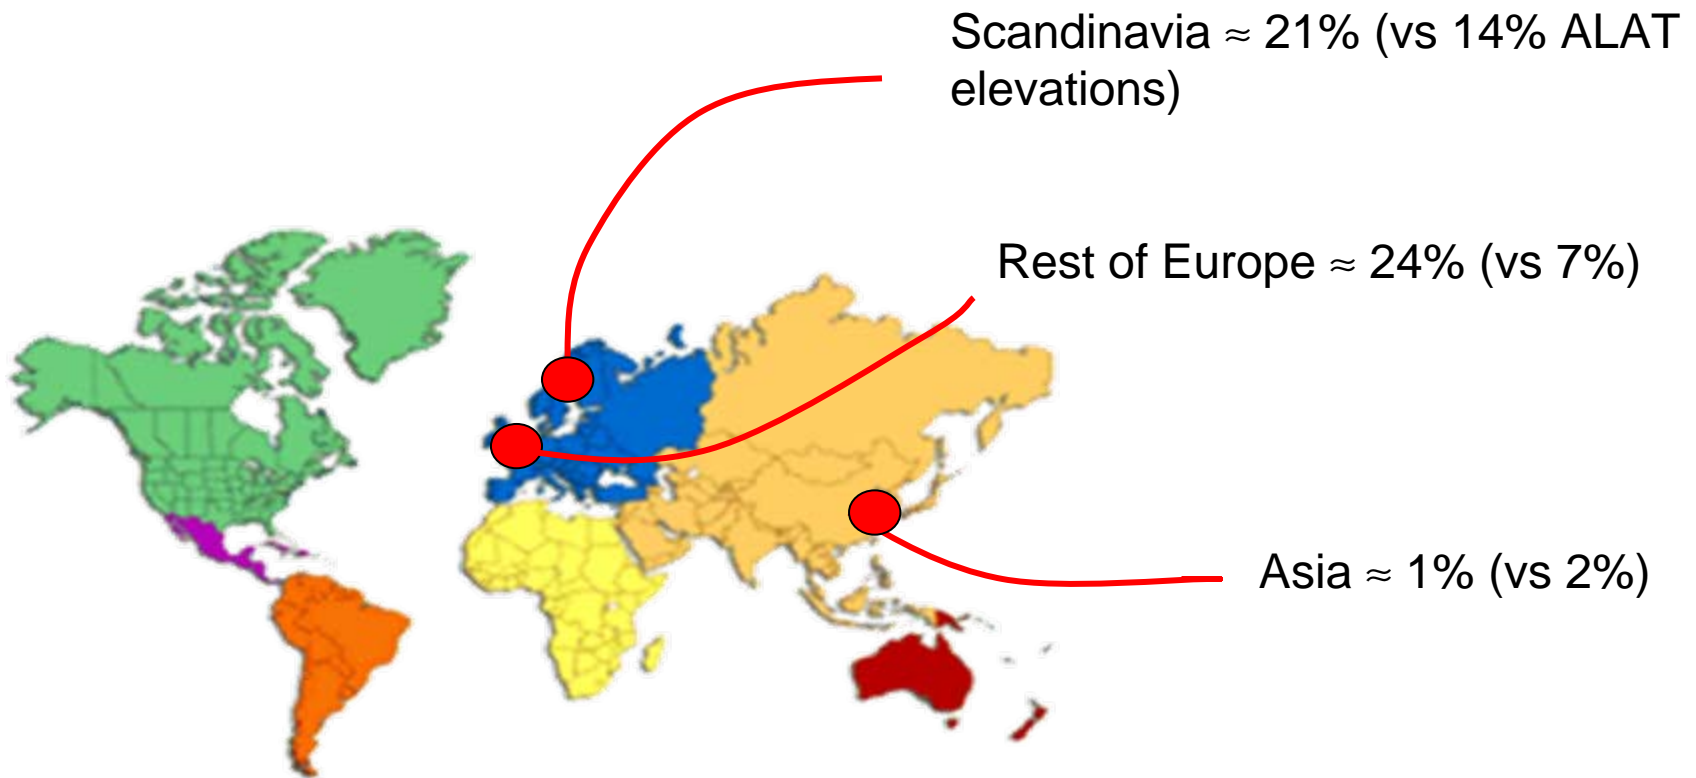 Scandinavia ≈ 21% (vs 14% ALAT
elevations)
Rest of Europe ≈ 24% (vs 7%)
Asia ≈ 1% (vs 2%)